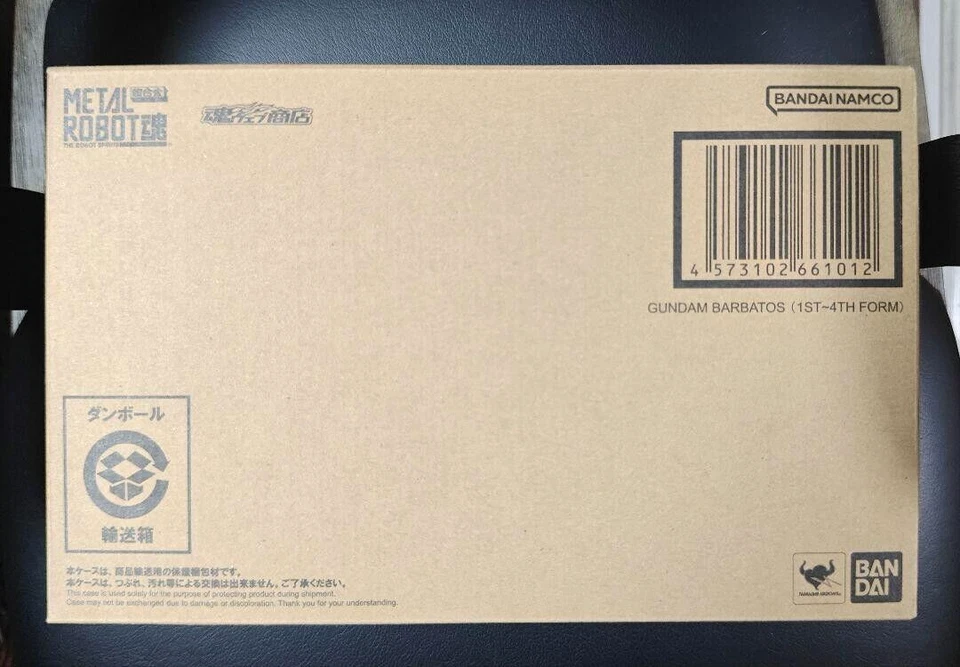 METAL
ROBOT魂
THE ROBOT SPIRITS
魂ウェブ商店
BANDAI NAMCO
4 573102 661012
GUNDAM BARBATOS (1ST~4TH FORM)
ダンボール
輸送箱
本ケースは、商品輸送用の保護梱包材です。
本ケースは、つぶれ、汚れ等による交換は出来ません。ご了承ください。
This case is used solely for the purpose of protecting product during shipment.
Case may not be exchanged due to damage or discoloration. Thank you for your understanding.
BAN
DAI